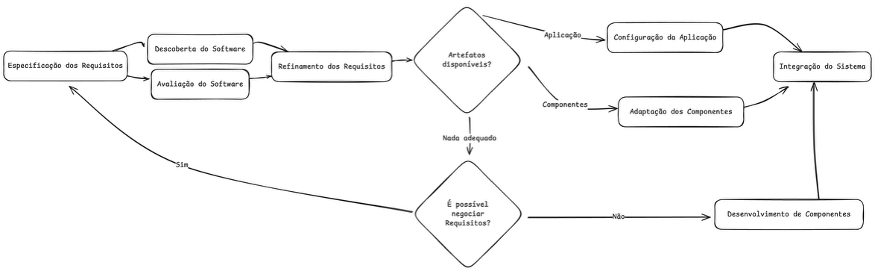 Especificação dos Requisitos
Descoberta do Software
Avaliação do Software
Refinamento dos Requisitos
Artefatos
disponíveis?
Aplicação
Configuração da Aplicação
Integração do Sistema
Componentes
Adaptação dos Componentes
Nada adequado
Sim
É possível
negociar
Requisitos?
Não
Desenvolvimento de Componentes